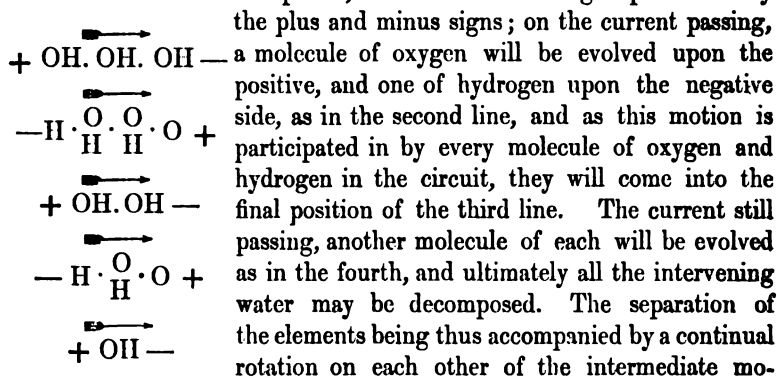 + OH. OH. OH —
O O
—H · · · O +
H H
+ OH. OH —
O
— H · · O +
H
+ OH —
the plus and minus signs; on the current passing,
a molecule of oxygen will be evolved upon the
positive, and one of hydrogen upon the negative
side, as in the second line, and as this motion is
participated in by every molecule of oxygen and
hydrogen in the circuit, they will come into the
final position of the third line. The current still
passing, another molecule of each will be evolved
as in the fourth, and ultimately all the intervening
water may be decomposed. The separation of
the elements being thus accompanied by a continual
rotation on each other of the intermediate mo-